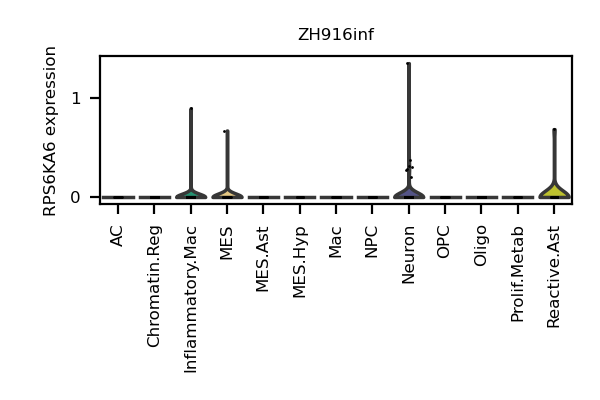 ZH916inf
RPS6KA6 expression
1
0
AC
Chromatin.Reg
Inflammatory.Mac
MES
MES.Ast
MES.Hyp
Mac
NPC
Neuron
OPC
Oligo
Prolif.Metab
Reactive.Ast